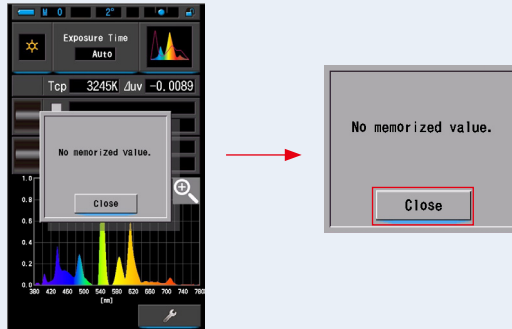 M 0 2°
Exposure Time
Auto
Tcp 3245K ⊿uv -0.0089
No memorized value.
Close
1.0
0.8
0.6
0.4
0.2
0.0
380 420 460 500 540 580 620 660 700 740 780
[nm]
No memorized value.
Close